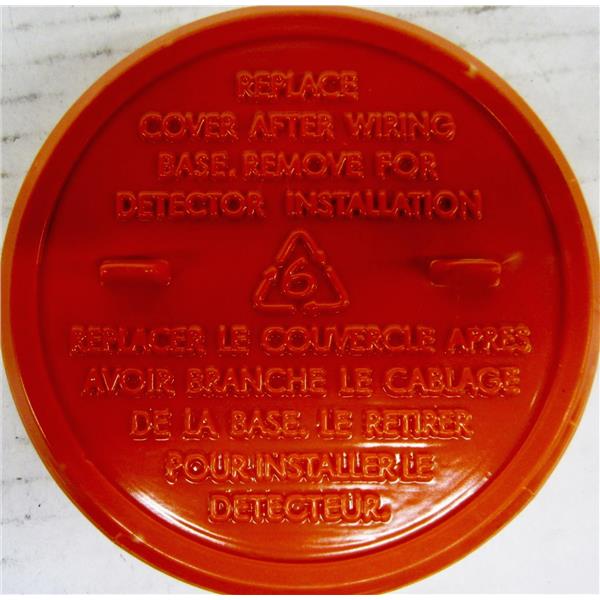 REPLACE
COVER AFTER WIRING
BASE. REMOVE FOR
DETECTOR INSTALLATION
6
REPLACER LE COUVERCLE APRES
AVOIR BRANCHE LE CABLAGE
DE LA BASE. LE RETIRER
POUR INSTALLER LE
DETECTEUR.